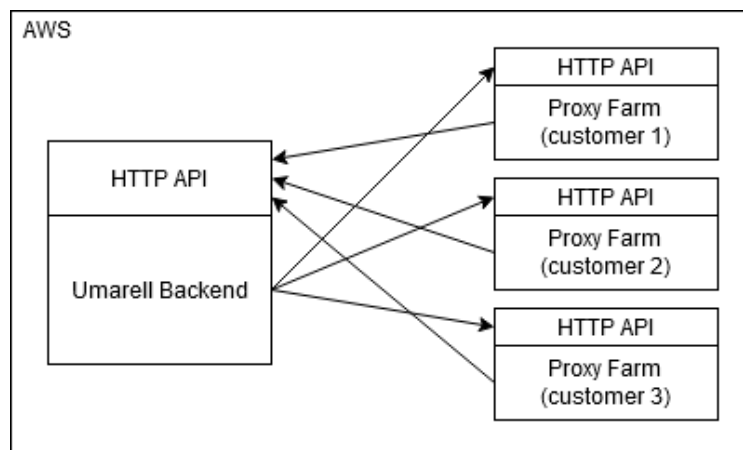 AWS
HTTP API
Umarell Backend
HTTP API
Proxy Farm
(customer 1)
HTTP API
Proxy Farm
(customer 2)
HTTP API
Proxy Farm
(customer 3)